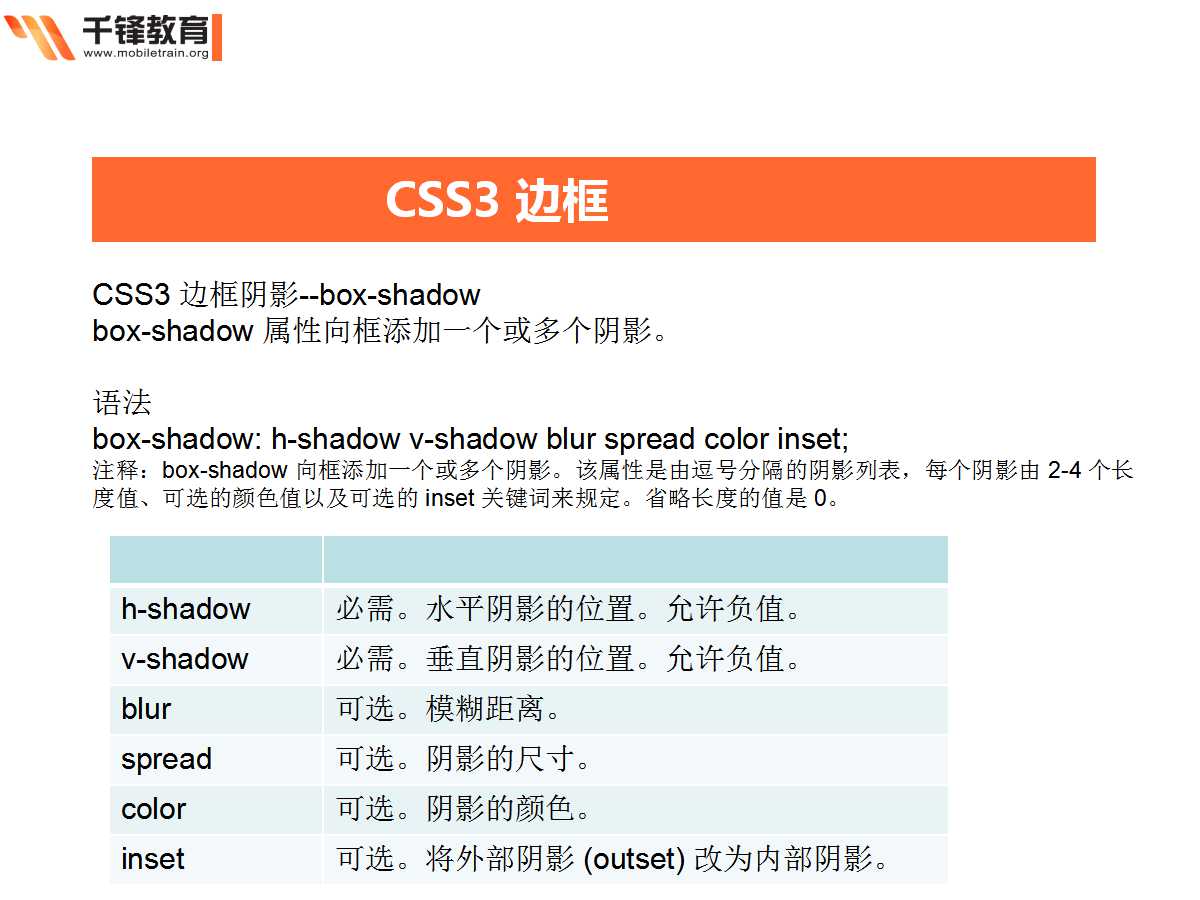 千锋教育
www.mobiletrain.org
CSS3 边框
CSS3 边框阴影--box-shadow
box-shadow 属性向框添加一个或多个阴影。
语法
box-shadow: h-shadow v-shadow blur spread color inset;
注释：box-shadow 向框添加一个或多个阴影。该属性是由逗号分隔的阴影列表，每个阴影由 2-4 个长
度值、可选的颜色值以及可选的 inset 关键词来规定。省略长度的值是 0。
h-shadow 必需。水平阴影的位置。允许负值。
v-shadow 必需。垂直阴影的位置。允许负值。
blur 可选。模糊距离。
spread 可选。阴影的尺寸。
color 可选。阴影的颜色。
inset 可选。将外部阴影 (outset) 改为内部阴影。